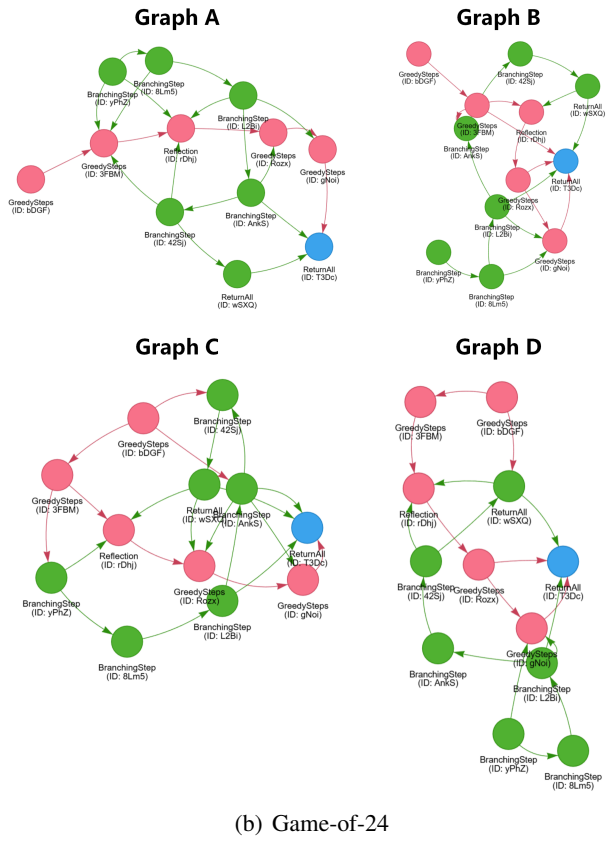 Graph A
BranchingStep
(ID: yPhZ)
BranchingStep
(ID: 8Lm5)
BranchingStep
(ID: L2Bi)
Reflection
(ID: rDhj)
GreedySteps
(ID: Rozx)
GreedySteps
(ID: gNoi)
GreedySteps
(ID: 3FBM)
GreedySteps
(ID: bDGF)
BranchingStep
(ID: AnkS)
BranchingStep
(ID: 42Sj)
ReturnAll
(ID: T3Dc)
ReturnAll
(ID: wSXQ)
Graph B
GreedySteps
(ID: bDGF)
BranchingStep
(ID: 42Sj)
ReturnAll
(ID: wSXQ)
GreedySteps
(ID: 3FBM)
Reflection
(ID: rDhj)
BranchingStep
(ID: AnkS)
ReturnAll
(ID: T3Dc)
GreedySteps
(ID: Rozx)
BranchingStep
(ID: L2Bi)
GreedySteps
(ID: gNoi)
BranchingStep
(ID: yPhZ)
BranchingStep
(ID: 8Lm5)
Graph C
BranchingStep
(ID: 42Sj)
GreedySteps
(ID: bDGF)
GreedySteps
(ID: 3FBM)
ReturnAll
(ID: wSXQ)
BranchingStep
(ID: AnkS)
Reflection
(ID: rDhj)
ReturnAll
(ID: T3Dc)
GreedySteps
(ID: Rozx)
GreedySteps
(ID: gNoi)
BranchingStep
(ID: yPhZ)
BranchingStep
(ID: L2Bi)
BranchingStep
(ID: 8Lm5)
Graph D
GreedySteps
(ID: 3FBM)
GreedySteps
(ID: bDGF)
Reflection
(ID: rDhj)
ReturnAll
(ID: wSXQ)
BranchingStep
(ID: 42Sj)
GreedySteps
(ID: Rozx)
ReturnAll
(ID: T3Dc)
GreedySteps
(ID: gNoi)
BranchingStep
(ID: AnkS)
BranchingStep
(ID: L2Bi)
BranchingStep
(ID: yPhZ)
BranchingStep
(ID: 8Lm5)
(b) Game-of-24